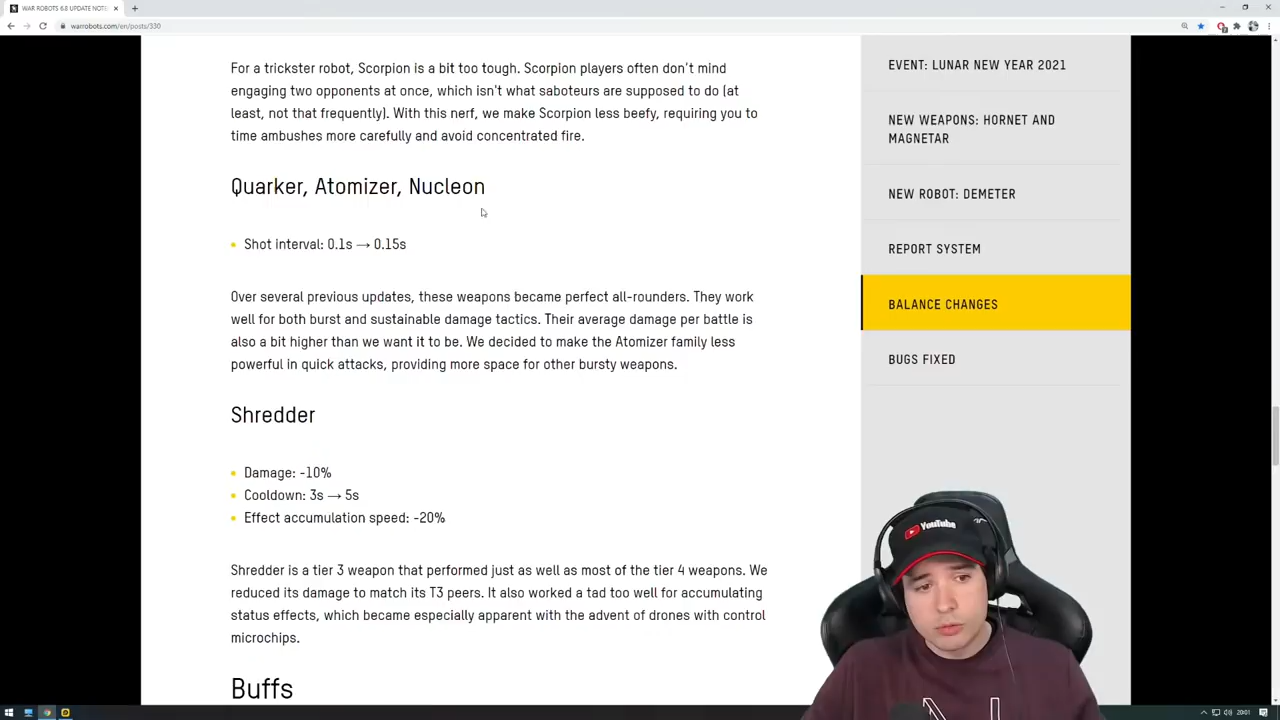 WAR ROBOTS 6.8 UPDATE NOTE
warrobots.com/en/posts/330
For a trickster robot, Scorpion is a bit too tough. Scorpion players often don't mind
engaging two opponents at once, which isn't what saboteurs are supposed to do (at
least, not that frequently). With this nerf, we make Scorpion less beefy, requiring you to
time ambushes more carefully and avoid concentrated fire.
Quarker, Atomizer, Nucleon
Shot interval: 0.1s → 0.15s
Over several previous updates, these weapons became perfect all-rounders. They work
well for both burst and sustainable damage tactics. Their average damage per battle is
also a bit higher than we want it to be. We decided to make the Atomizer family less
powerful in quick attacks, providing more space for other bursty weapons.
Shredder
Damage: -10%
Cooldown: 3s → 5s
Effect accumulation speed: -20%
Shredder is a tier 3 weapon that performed just as well as most of the tier 4 weapons. We
reduced its damage to match its T3 peers. It also worked a tad too well for accumulating
status effects, which became especially apparent with the advent of drones with control
microchips.
Buffs
EVENT: LUNAR NEW YEAR 2021
NEW WEAPONS: HORNET AND
MAGNETAR
NEW ROBOT: DEMETER
REPORT SYSTEM
BALANCE CHANGES
BUGS FIXED
YouTube
20:01